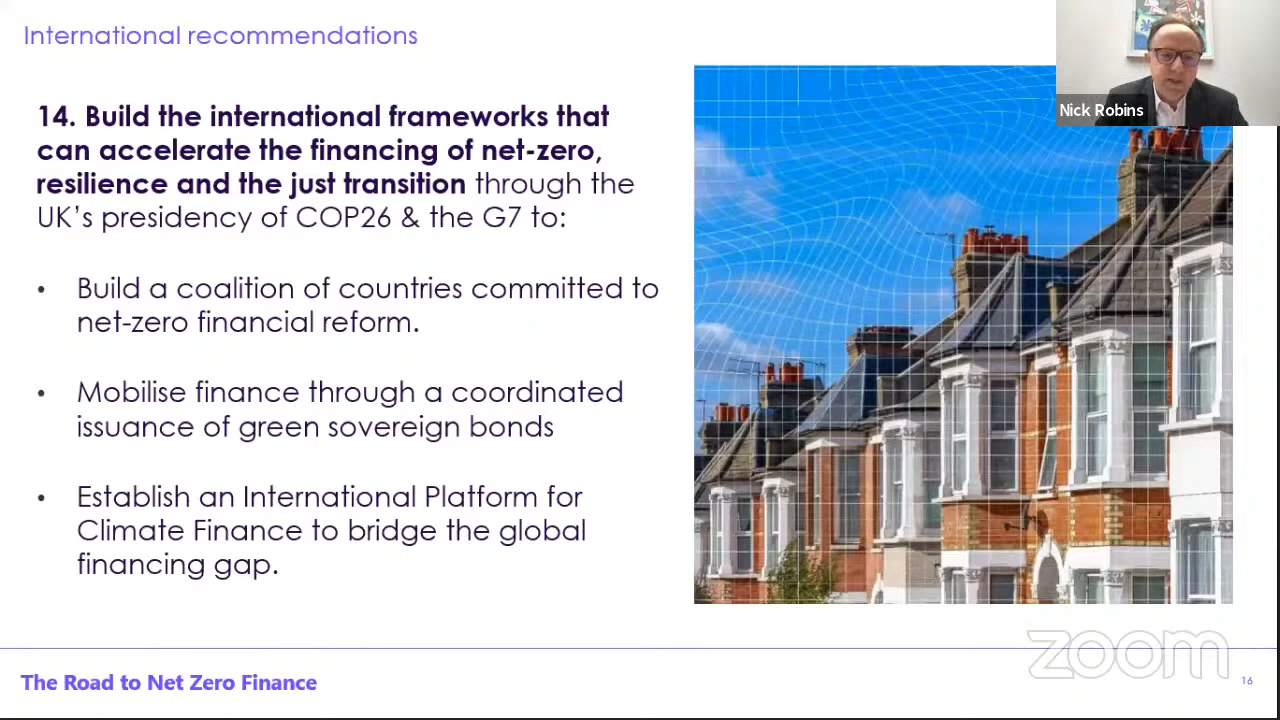 International recommendations
Nick Robins
14. Build the international frameworks that
can accelerate the financing of net-zero,
resilience and the just transition through the
UK’s presidency of COP26 & the G7 to:
• Build a coalition of countries committed to
net-zero financial reform.
• Mobilise finance through a coordinated
issuance of green sovereign bonds
• Establish an International Platform for
Climate Finance to bridge the global
financing gap.
zoom
The Road to Net Zero Finance
16